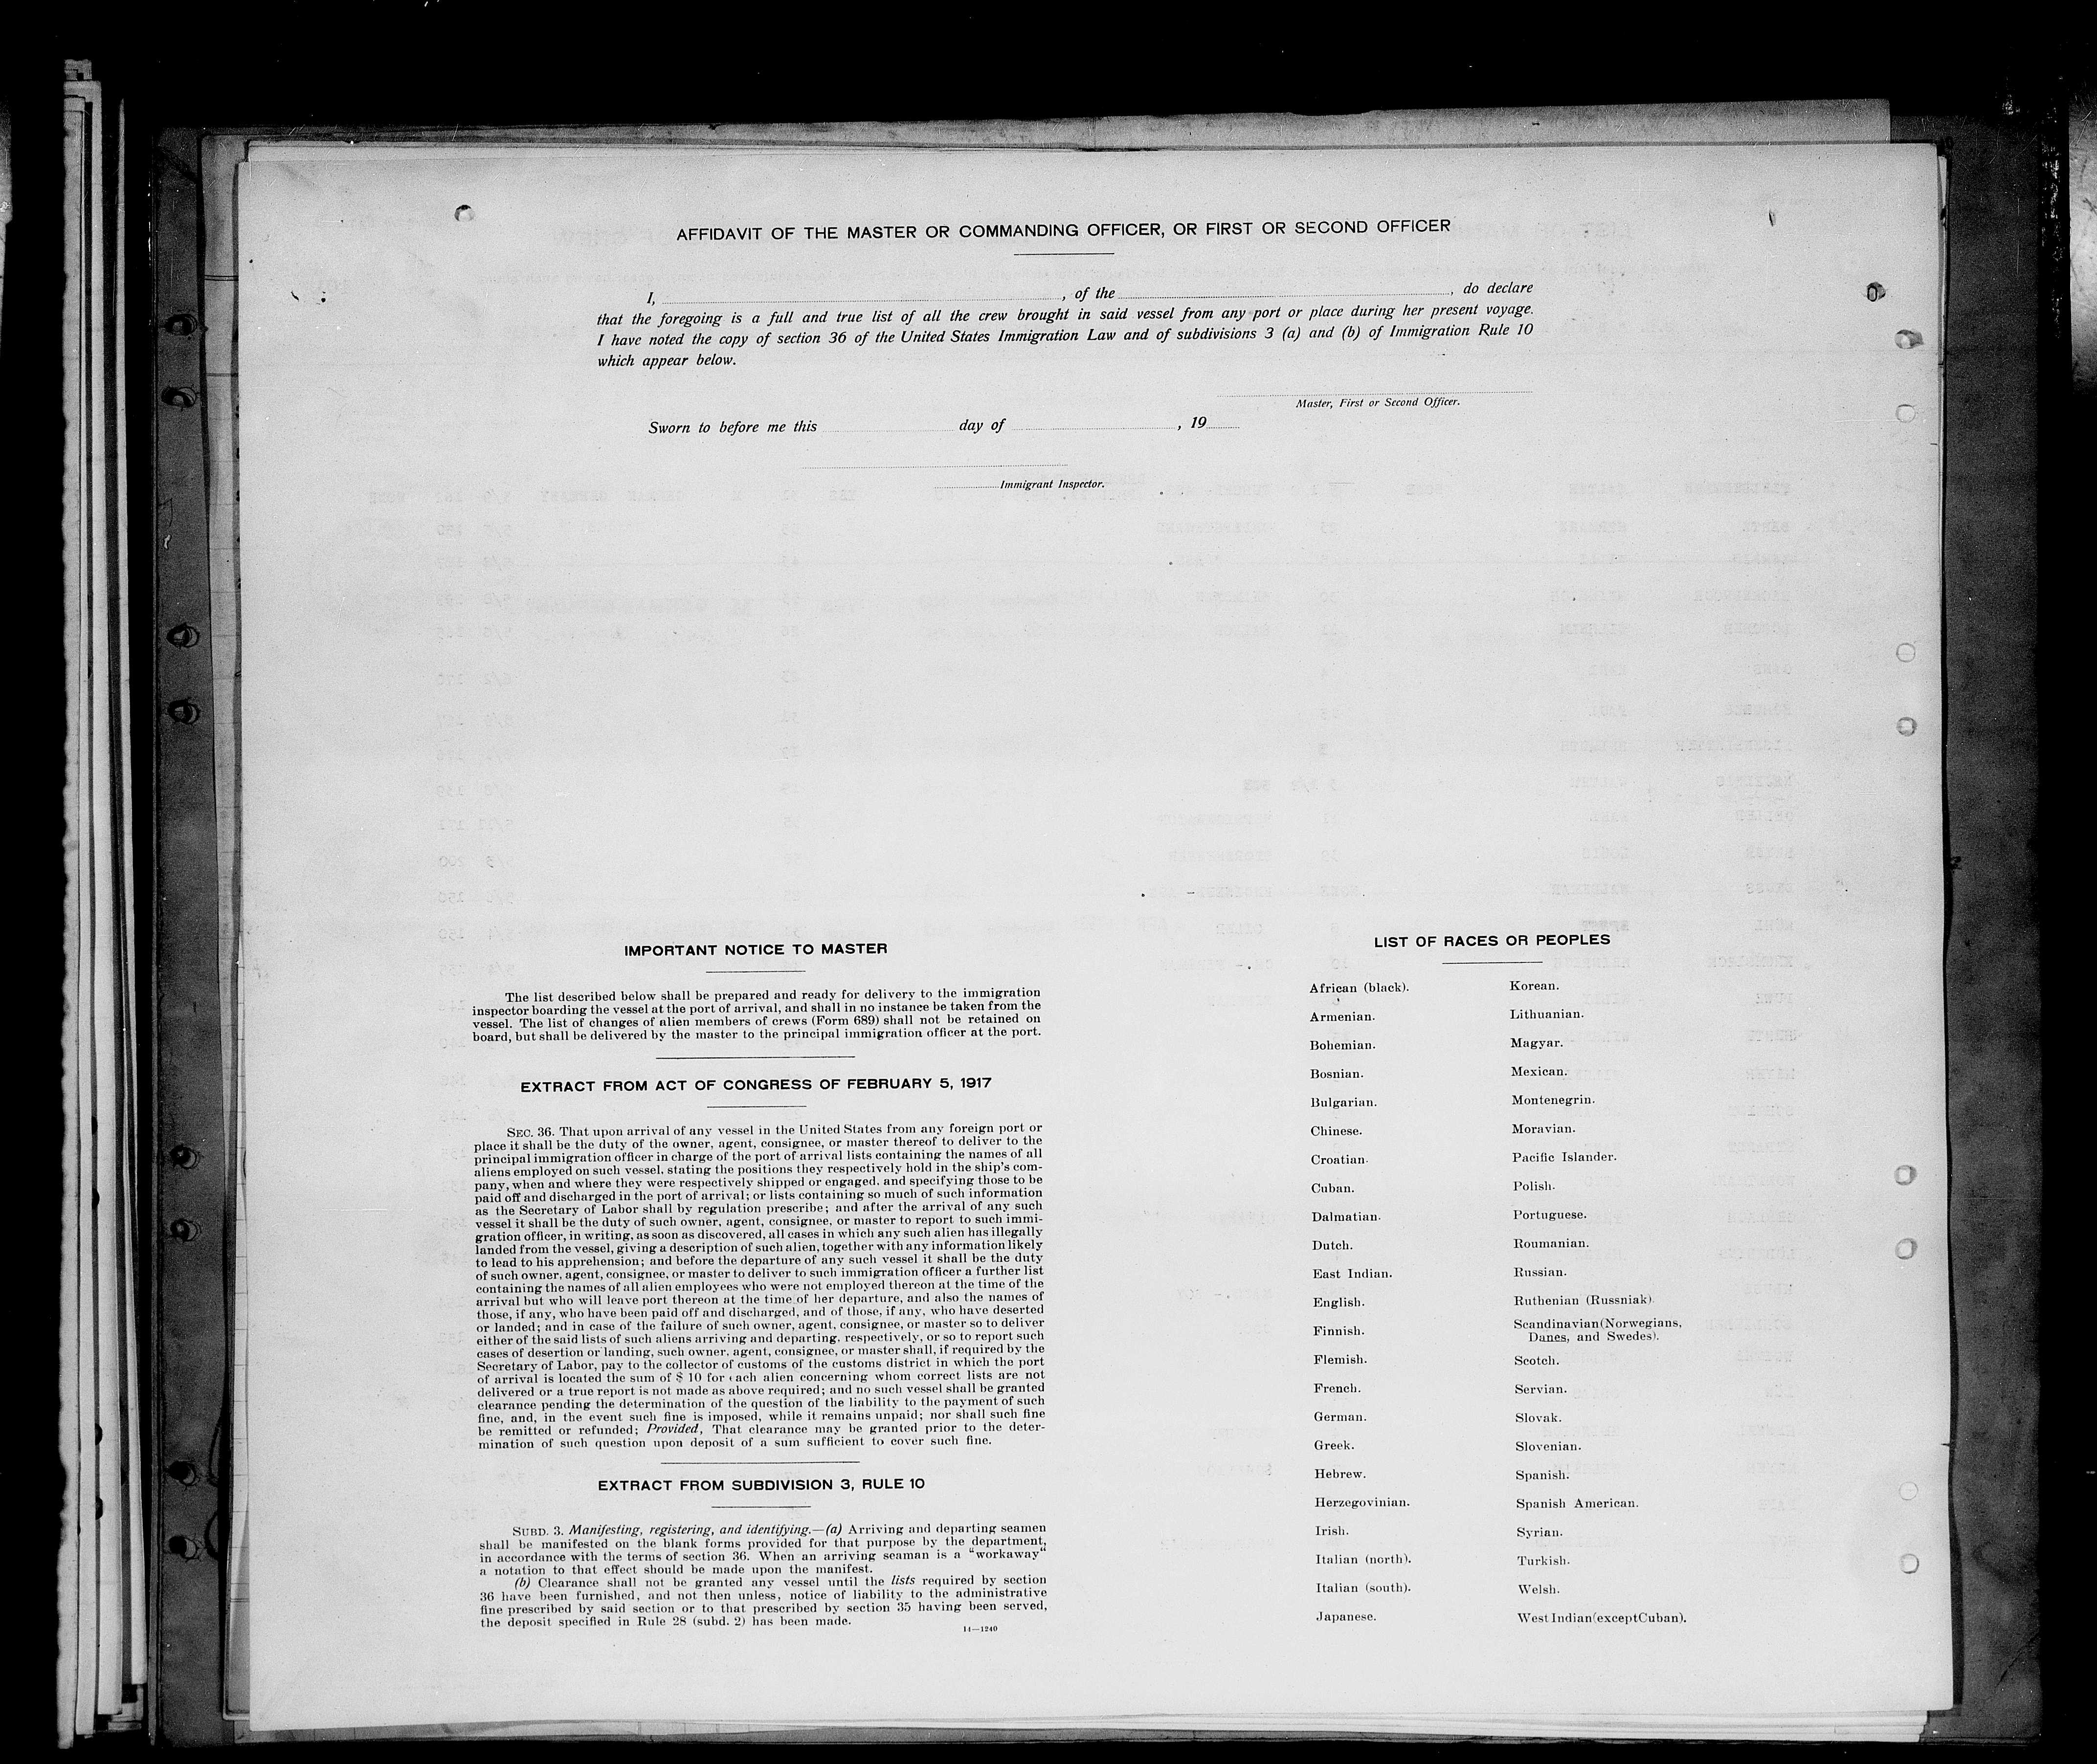 AFFIDAVIT OF THE MASTER OR COMMANDING OFFICER, OR FIRST OR SECOND OFFICER
I, , of the , do declare
that the foregoing is a full and true list of all the crew brought in said vessel from any port or place during her present voyage.
I have noted the copy of section 36 of the United States Immigration Law and of subdivisions 3 (a) and (b) of Immigration Rule 10
which appear below.
Master, First or Second Officer.
Sworn to before me this day of , 19
Immigrant Inspector.
IMPORTANT NOTICE TO MASTER
The list described below shall be prepared and ready for delivery to the immigration
inspector boarding the vessel at the port of arrival, and shall in no instance be taken from the
vessel. The list of changes of alien members of crews (Form 689) shall not be retained on
board, but shall be delivered by the master to the principal immigration officer at the port.
EXTRACT FROM ACT OF CONGRESS OF FEBRUARY 5, 1917
SEC. 36. That upon arrival of any vessel in the United States from any foreign port or
place it shall be the duty of the owner, agent, consignee, or master thereof to deliver to the
principal immigration officer in charge of the port of arrival lists containing the names of all
aliens employed on such vessel, stating the positions they respectively hold in the ship's com-
pany, when and where they were respectively shipped or engaged, and specifying those to be
paid off and discharged in the port of arrival; or lists containing so much of such information
as the Secretary of Labor shall by regulation prescribe; and after the arrival of any such
vessel it shall be the duty of such owner, agent, consignee, or master to report to such immi-
gration officer, in writing, as soon as discovered, all cases in which any such alien has illegally
landed from the vessel, giving a description of such alien, together with any information likely
to lead to his apprehension; and before the departure of any such vessel it shall be the duty
of such owner, agent, consignee, or master to deliver to such immigration officer a further list
containing the names of all alien employees who were not employed thereon at the time of the
arrival but who will leave port thereon at the time of her departure, and also the names of
those, if any, who have been paid off and discharged, and of those, if any, who have deserted
or landed; and in case of the failure of such owner, agent, consignee, or master so to deliver
either of the said lists of such aliens arriving and departing, respectively, or so to report such
cases of desertion or landing, such owner, agent, consignee, or master shall, if required by the
Secretary of Labor, pay to the collector of customs of the customs district in which the port
of arrival is located the sum of $ 10 for each alien concerning whom correct lists are not
delivered or a true report is not made as above required; and no such vessel shall be granted
clearance pending the determination of the question of the liability to the payment of such
fine, and, in the event such fine is imposed, while it remains unpaid; nor shall such fine
be remitted or refunded; Provided, That clearance may be granted prior to the deter-
mination of such question upon deposit of a sum sufficient to cover such fine.
EXTRACT FROM SUBDIVISION 3, RULE 10
SUBD. 3. Manifesting, registering, and identifying.—(a) Arriving and departing seamen
shall be manifested on the blank forms provided for that purpose by the department,
in accordance with the terms of section 36. When an arriving seaman is a "workaway"
a notation to that effect should be made upon the manifest.
(b) Clearance shall not be granted any vessel until the lists required by section
36 have been furnished, and not then unless, notice of liability to the administrative
fine prescribed by said section or to that prescribed by section 35 having been served,
the deposit specified in Rule 28 (subd. 2) has been made.
14—1240
LIST OF RACES OR PEOPLES
African (black).
Armenian.
Bohemian.
Bosnian.
Bulgarian.
Chinese.
Croatian.
Cuban.
Dalmatian.
Dutch.
East Indian.
English.
Finnish.
Flemish.
French.
German.
Greek.
Hebrew.
Herzegovinian.
Irish.
Italian (north).
Italian (south).
Japanese.
Korean.
Lithuanian.
Magyar.
Mexican.
Montenegrin.
Moravian.
Pacific Islander.
Polish.
Portuguese.
Roumanian.
Russian.
Ruthenian (Russniak).
Scandinavian (Norwegians,
Danes, and Swedes).
Scotch.
Servian.
Slovak.
Slovenian.
Spanish.
Spanish American.
Syrian.
Turkish.
Welsh.
West Indian (except Cuban).